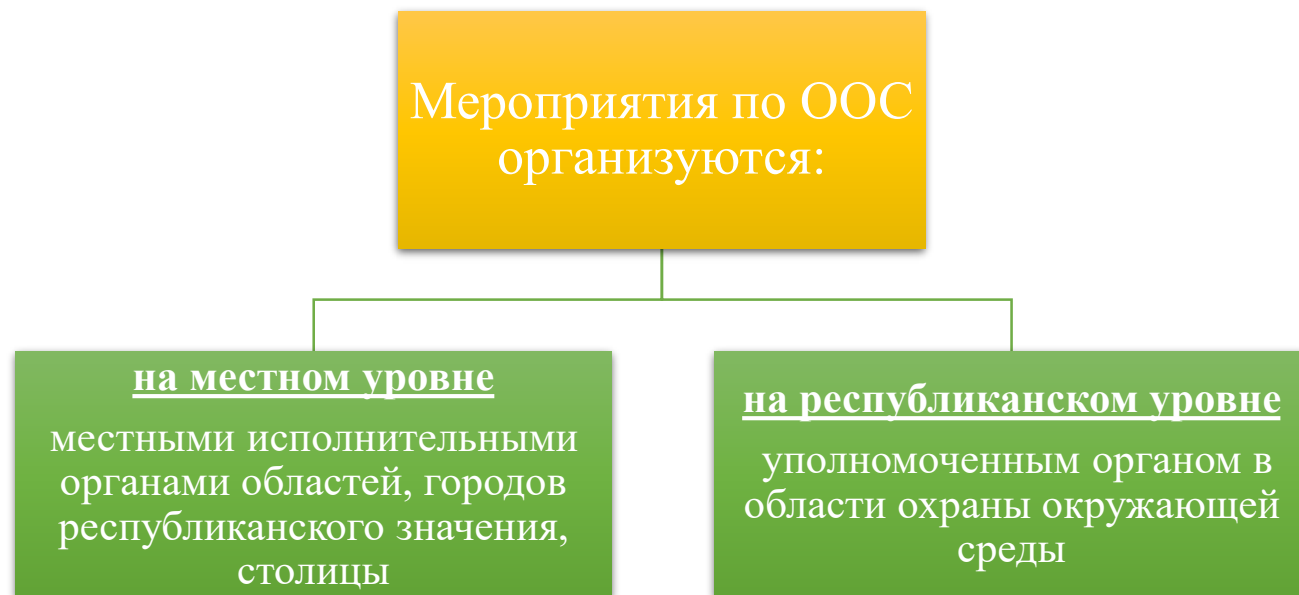 Мероприятия по ООС
организуются:
на местном уровне
местными исполнительными
органами областей, городов
республиканского значения,
столицы
на республиканском уровне
уполномоченным органом в
области охраны окружающей
среды